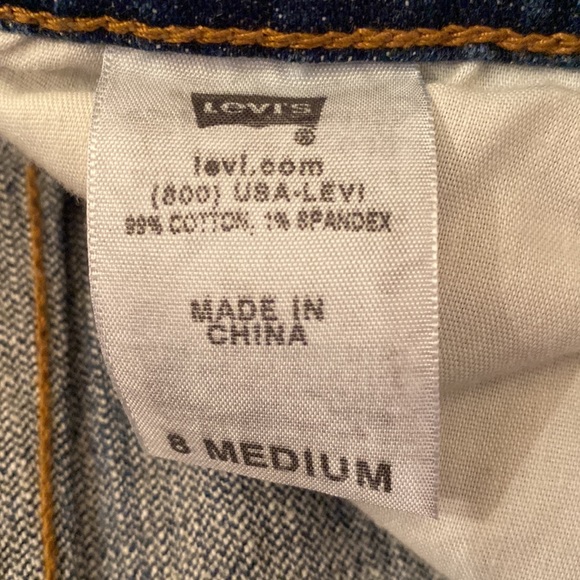 LEVI'S
®
levi.com
(800) USA-LEVI
99% COTTON, 1% SPANDEX
MADE IN
CHINA
8 MEDIUM